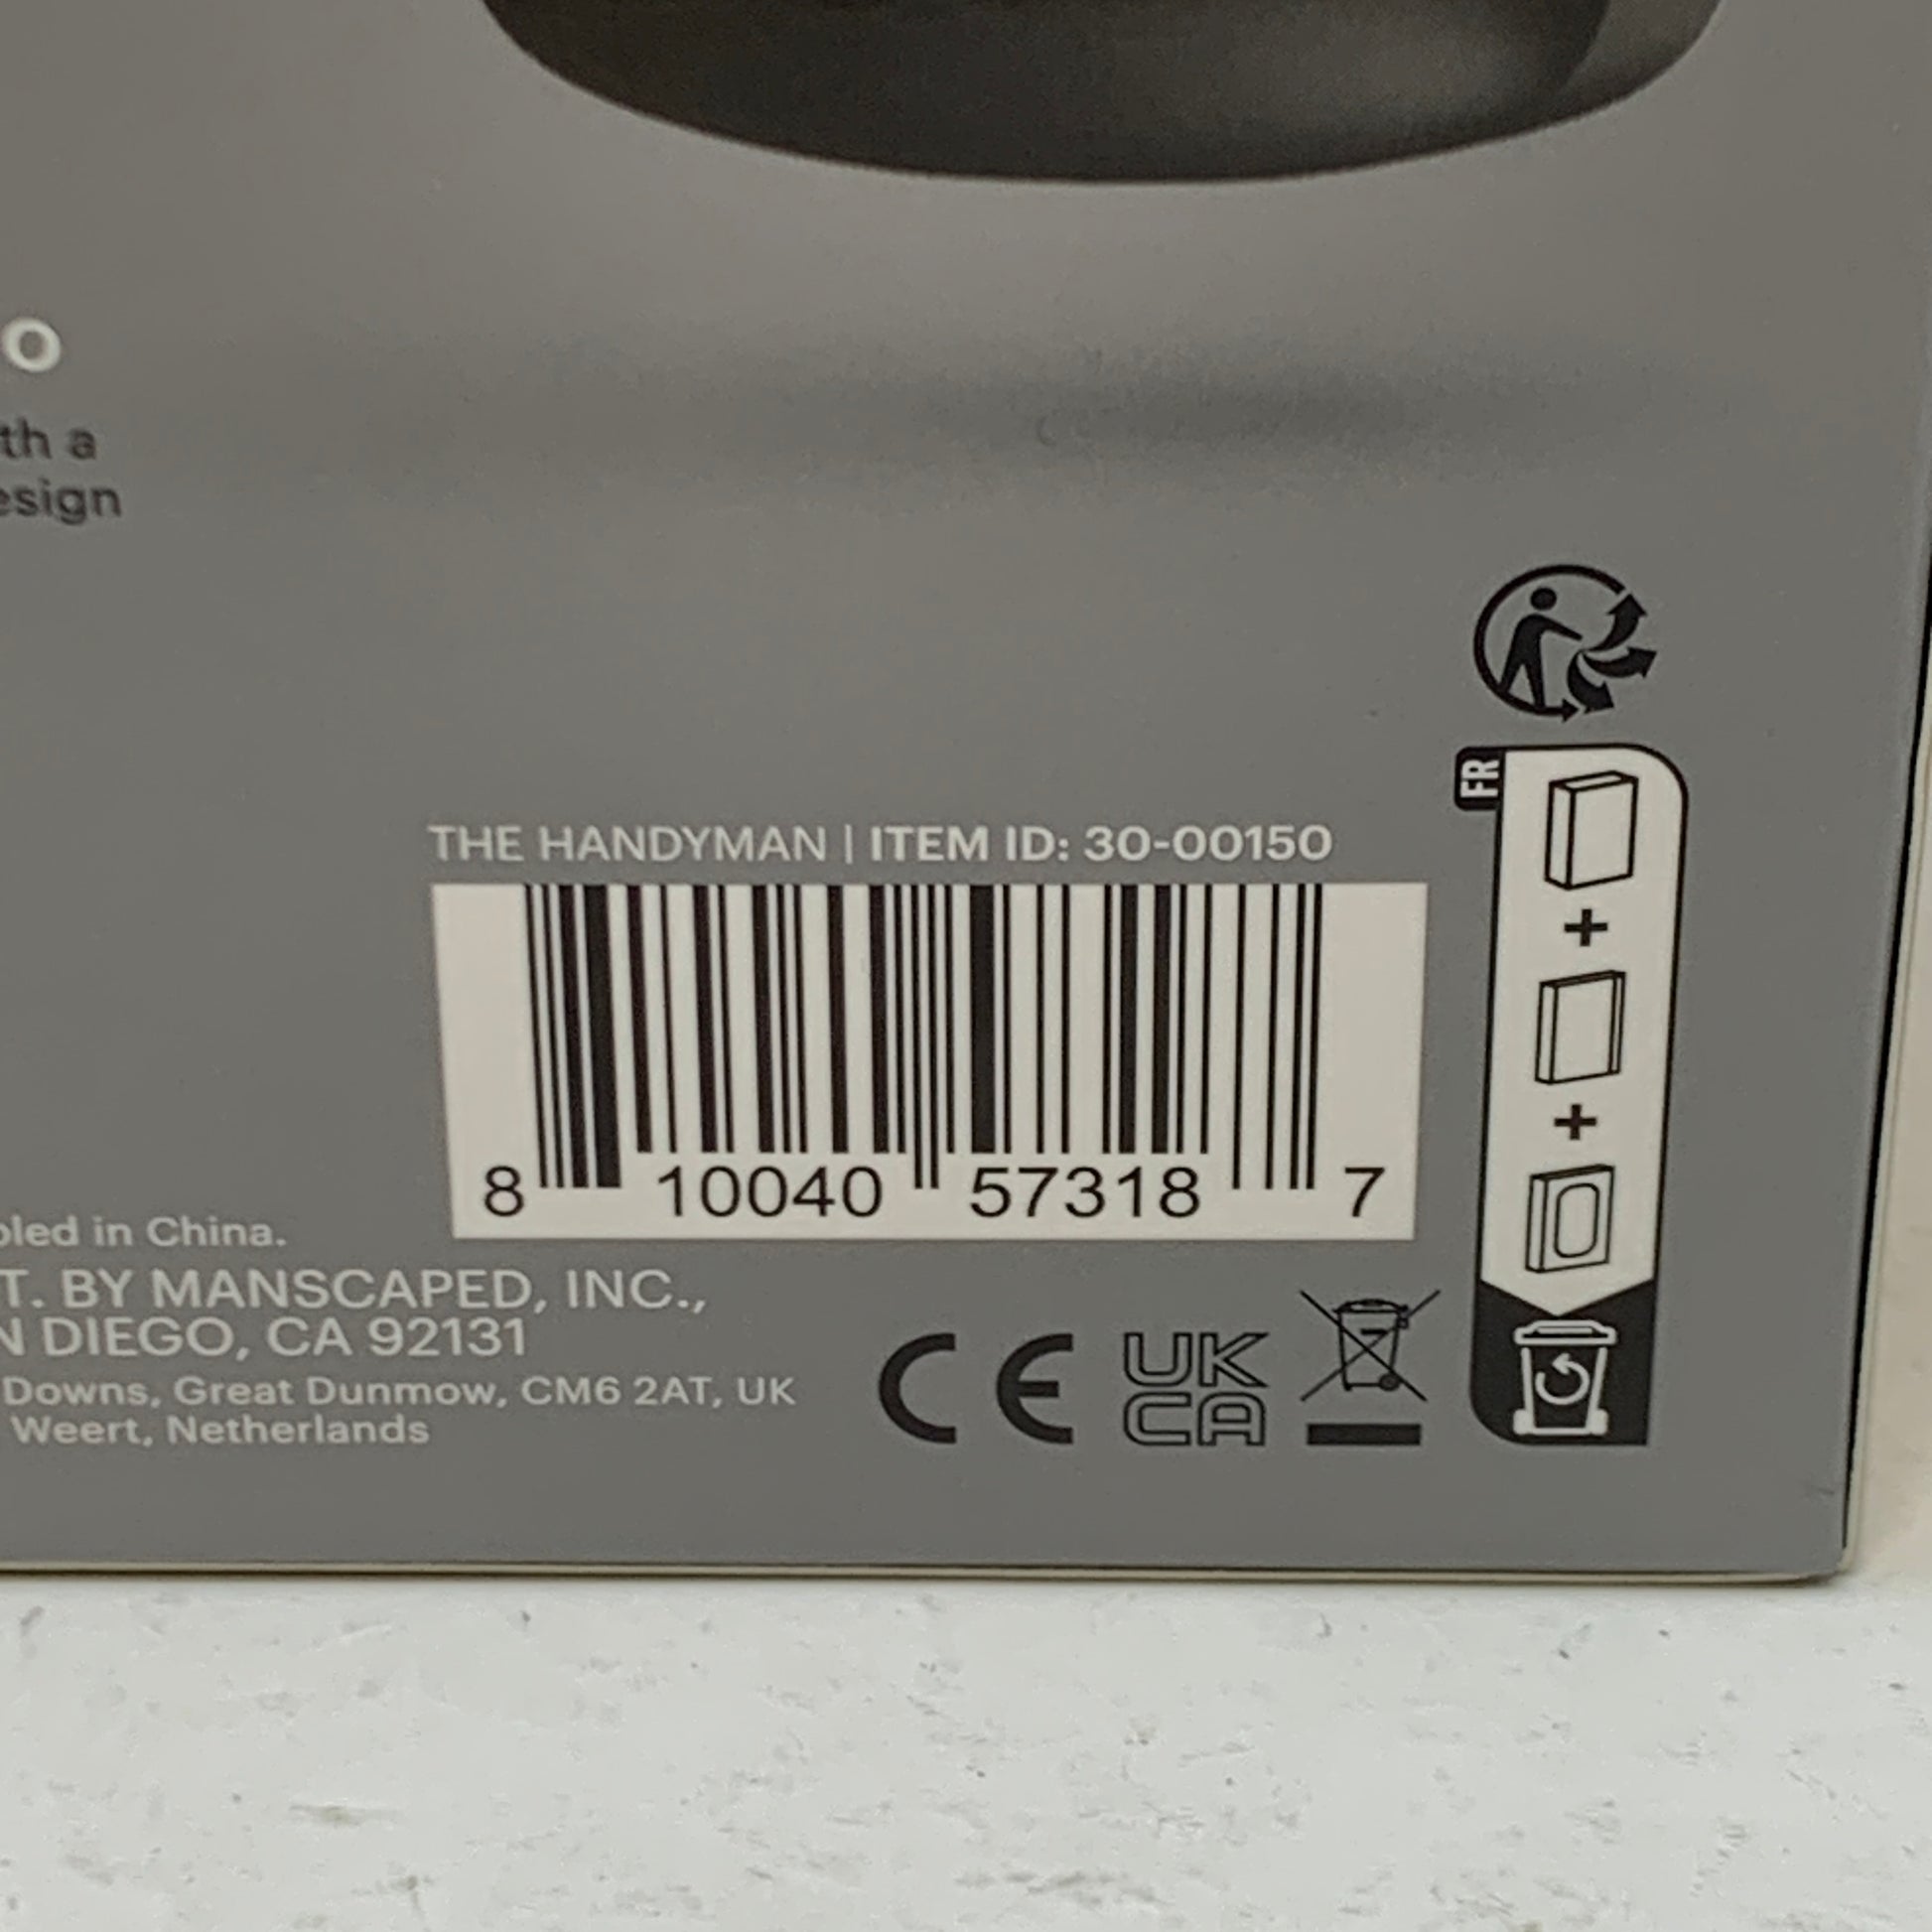 O
th a
esign
FR
THE HANDYMAN | ITEM ID: 30-00150
8 10040 57318 7
bled in China.
T. BY MANSCAPED, INC.,
N DIEGO, CA 92131
Downs, Great Dunmow, CM6 2AT, UK
Weert, Netherlands
CE UK
CA